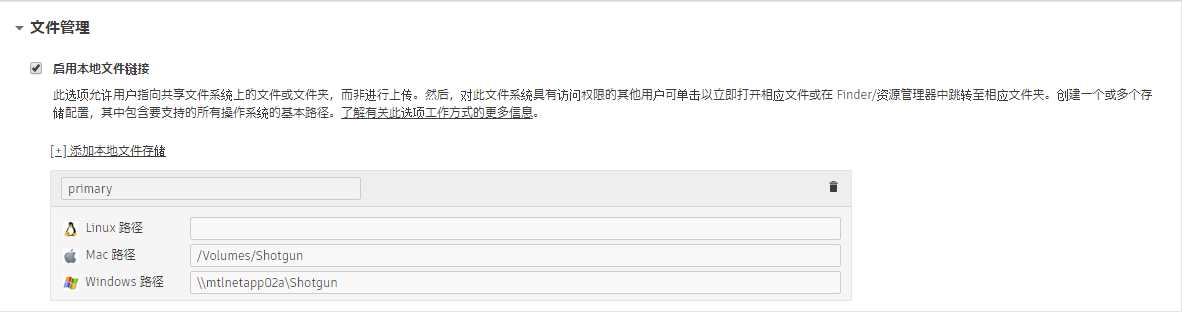 文件管理
启用本地文件链接
此选项允许用户指向共享文件系统上的文件或文件夹，而非进行上传。然后，对此文件系统具有访问权限的其他用户可单击以立即打开相应文件或在 Finder/资源管理器中跳转至相应文件夹。创建一个或多个存
储配置，其中包含要支持的所有操作系统的基本路径。了解有关此选项工作方式的更多信息。
[+] 添加本地文件存储
primary
Linux 路径
Mac 路径 /Volumes/Shotgun
Windows 路径 \\mtlnetapp02a\Shotgun